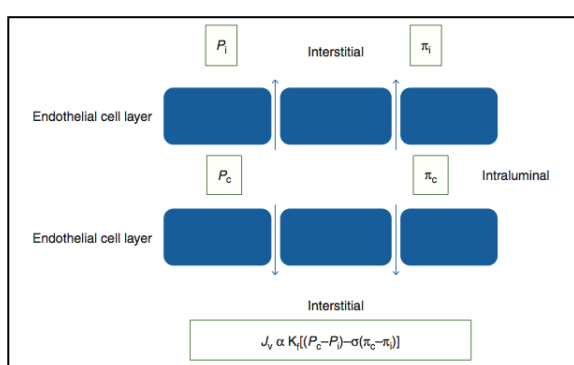 Pi Interstitial πi
Endothelial cell layer
Pc πc Intraluminal
Endothelial cell layer
Interstitial
Jv α Kf[(Pc–Pi)–σ(πc–πi)]